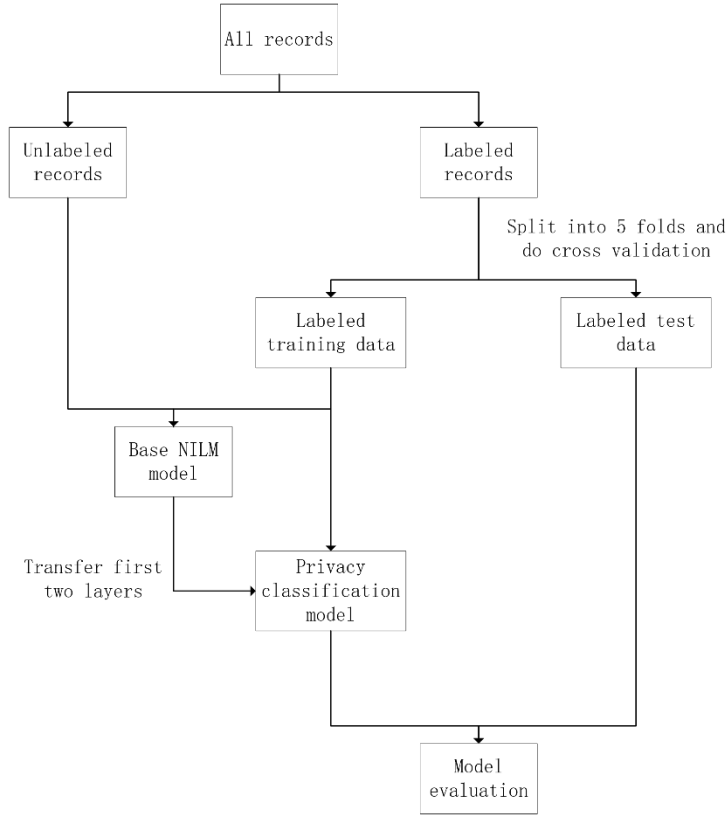 All records
Unlabeled
records
Labeled
records
Split into 5 folds and
do cross validation
Labeled
training data
Labeled test
data
Base NILM
model
Transfer first
two layers
Privacy
classification
model
Model
evaluation